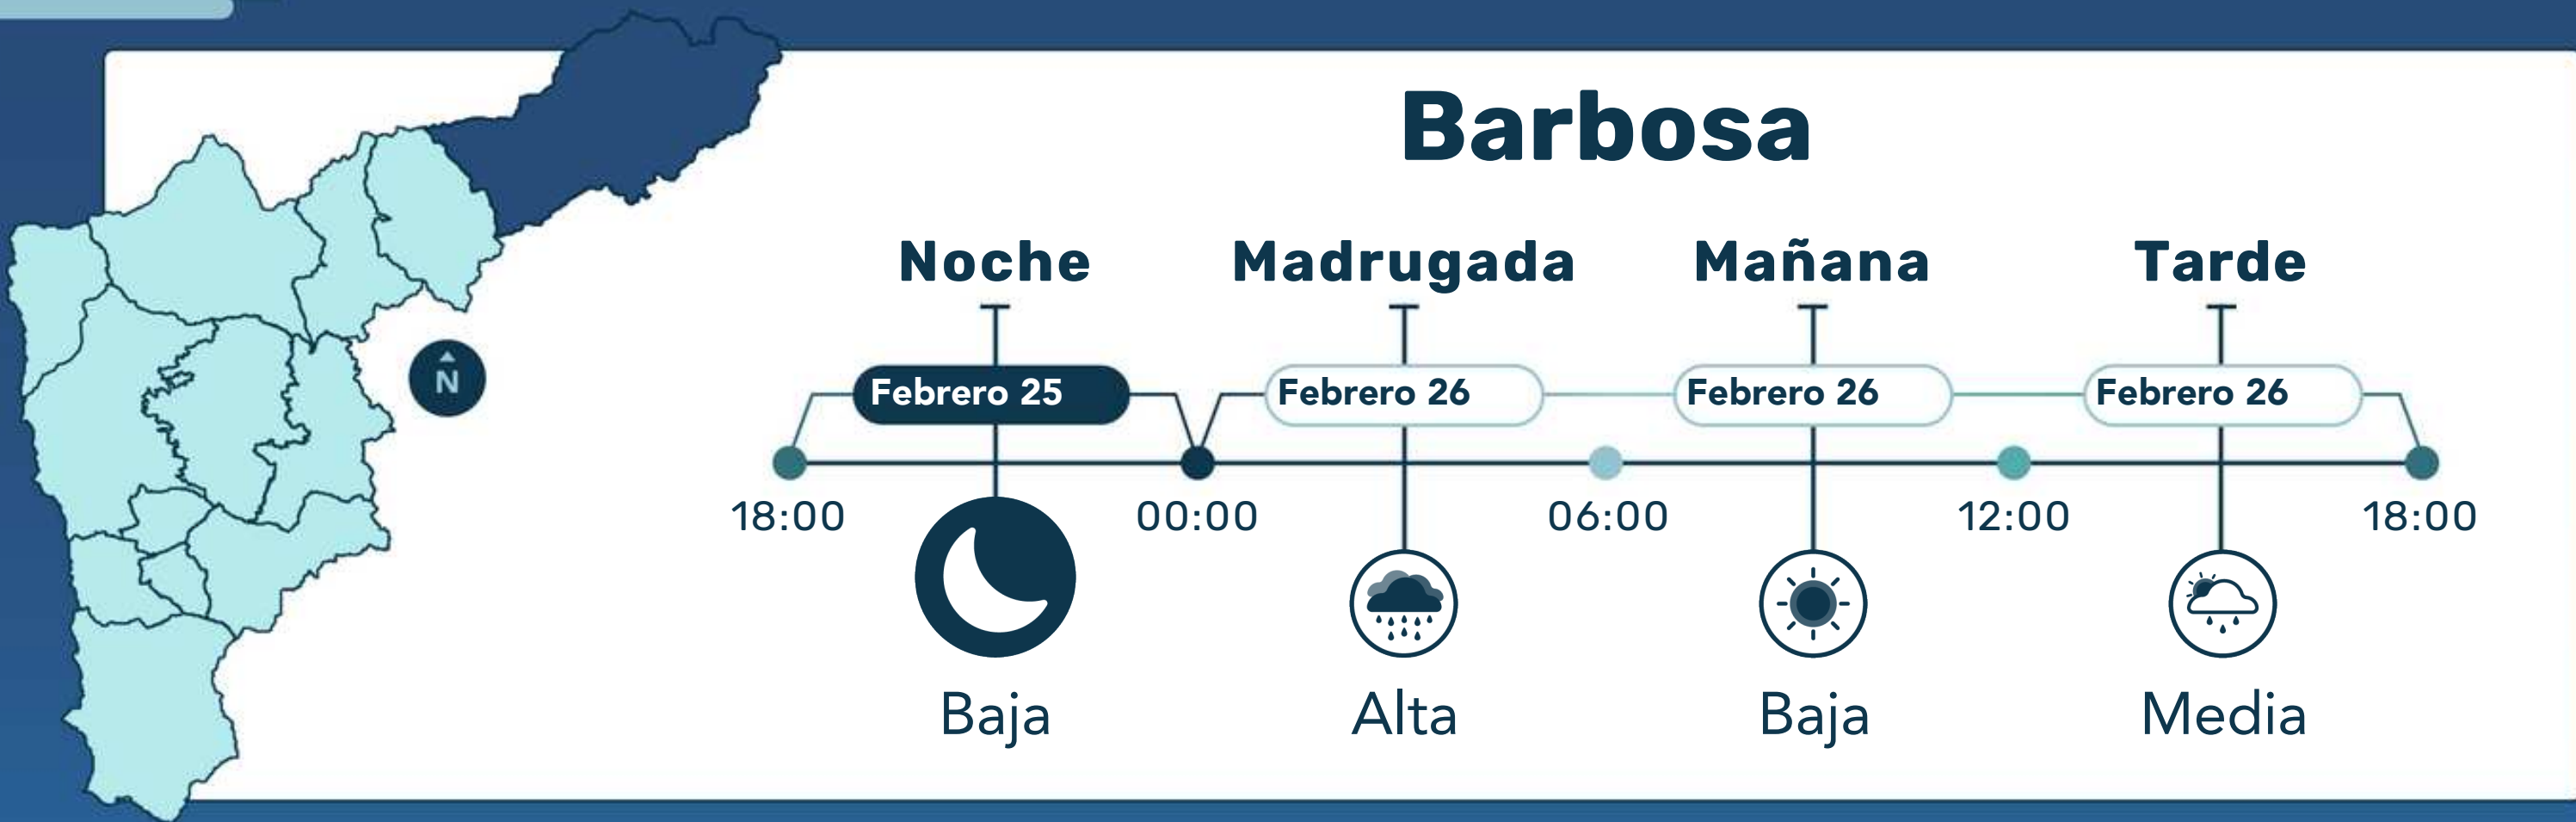 Barbosa
Noche Madrugada Mañana Tarde
Febrero 25 Febrero 26 Febrero 26 Febrero 26
N
18:00 00:00 06:00 12:00 18:00
Baja Alta Baja Media